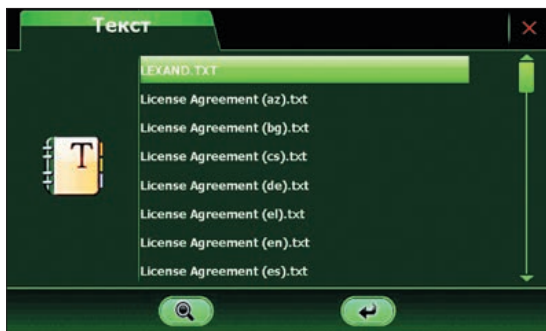 Текст
LEXAND.TXT
License Agreement (az).txt
License Agreement (bg).txt
License Agreement (cs).txt
License Agreement (de).txt
License Agreement (el).txt
License Agreement (en).txt
License Agreement (es).txt
T